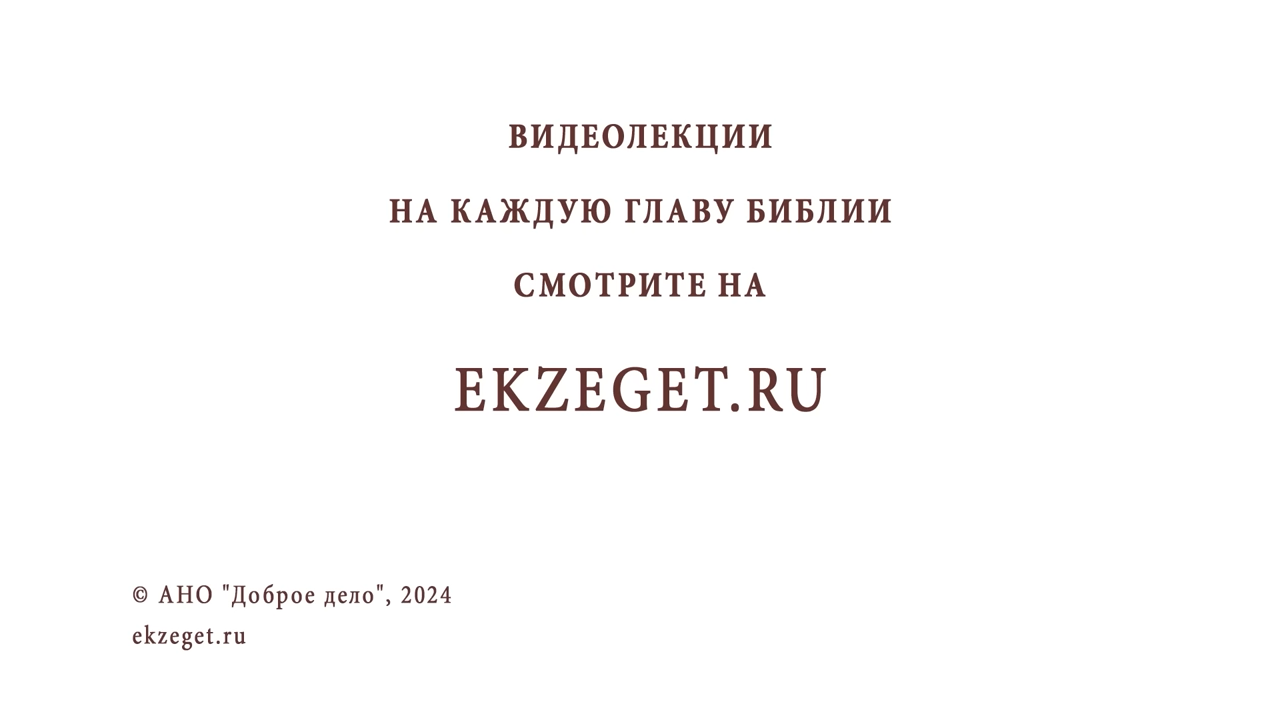 ВИДЕОЛЕКЦИИ
НА КАЖДУЮ ГЛАВУ БИБЛИИ
СМОТРИТЕ НА
EKZEGET.RU
© АНО "Доброе дело", 2024
ekzeget.ru